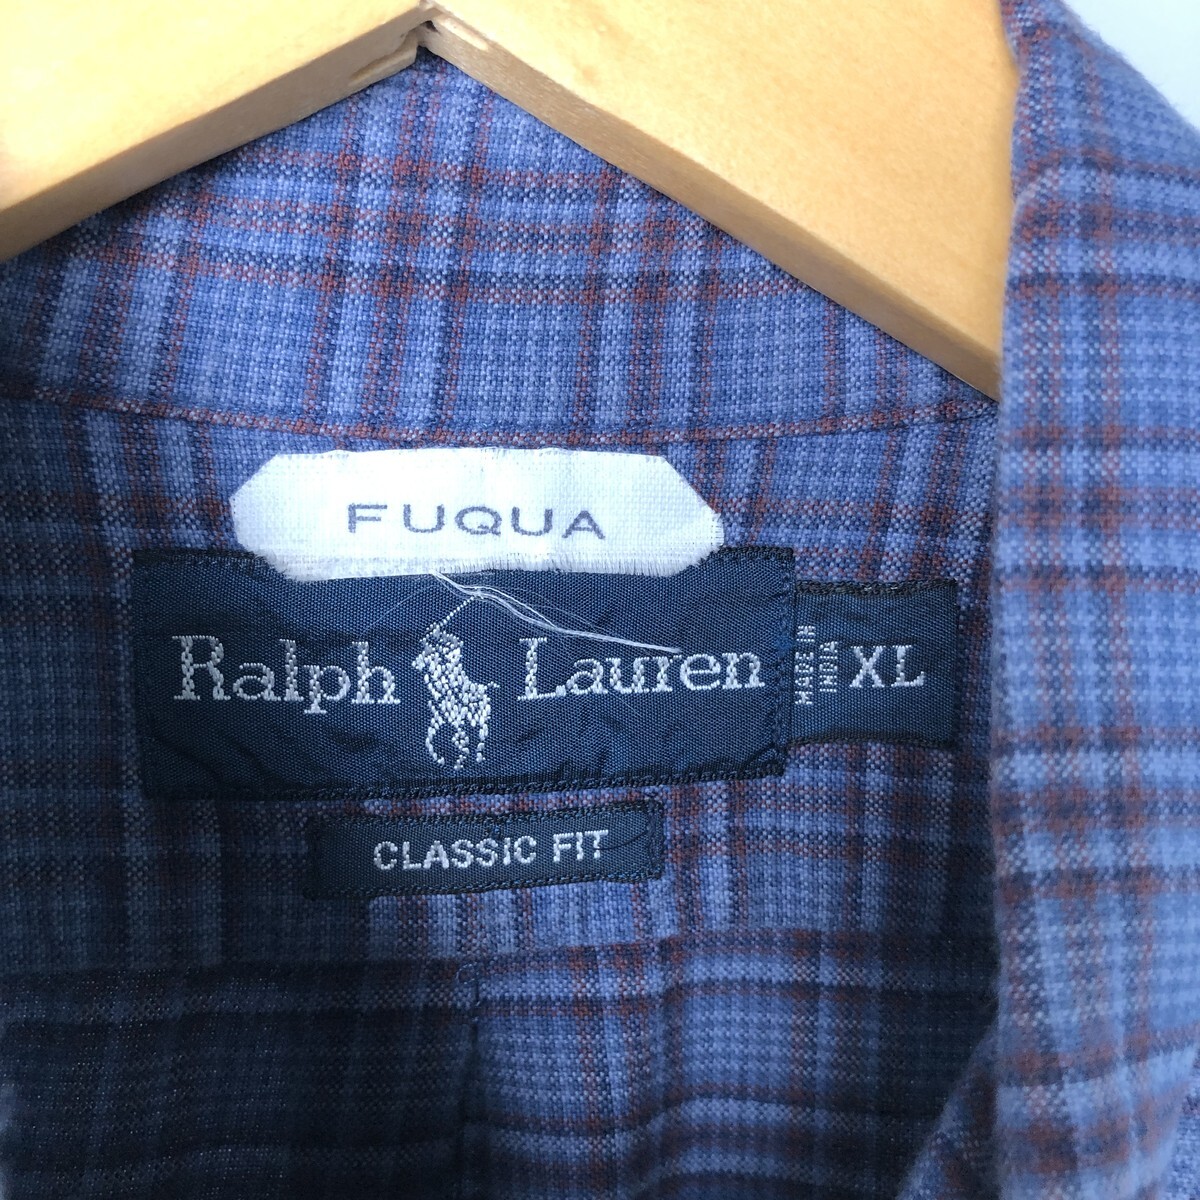 FUQUA
Ralph Lauren
MADE IN
INDIA
XL
CLASSIC FIT